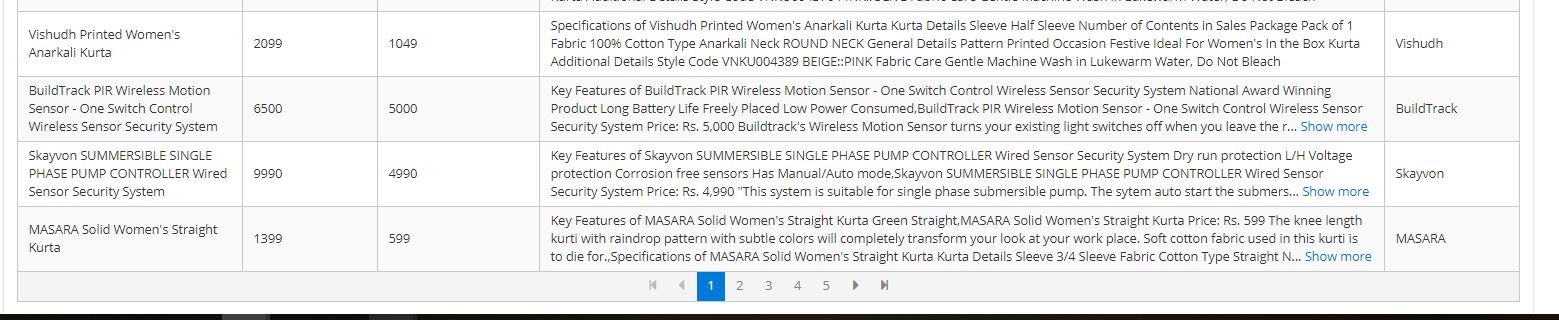 Vishudh Printed Women's
Anarkali Kurta
2099
1049
Specifications of Vishudh Printed Women's Anarkali Kurta Kurta Details Sleeve Half Sleeve Number of Contents in Sales Package Pack of 1
Fabric 100% Cotton Type Anarkali Neck ROUND NECK General Details Pattern Printed Occasion Festive Ideal For Women's In the Box Kurta
Additional Details Style Code VNKU004389 BEIGE::PINK Fabric Care Gentle Machine Wash in Lukewarm Water, Do Not Bleach
Vishudh
BuildTrack PIR Wireless Motion
Sensor - One Switch Control
Wireless Sensor Security System
6500
5000
Key Features of BuildTrack PIR Wireless Motion Sensor - One Switch Control Wireless Sensor Security System National Award Winning
Product Long Battery Life Freely Placed Low Power Consumed,BuildTrack PIR Wireless Motion Sensor - One Switch Control Wireless Sensor
Security System Price: Rs. 5,000 Buildtrack's Wireless Motion Sensor turns your existing light switches off when you leave the r... Show more
BuildTrack
Skayvon SUMMERSIBLE SINGLE
PHASE PUMP CONTROLLER Wired
Sensor Security System
9990
4990
Key Features of Skayvon SUMMERSIBLE SINGLE PHASE PUMP CONTROLLER Wired Sensor Security System Dry run protection L/H Voltage
protection Corrosion free sensors Has Manual/Auto mode,Skayvon SUMMERSIBLE SINGLE PHASE PUMP CONTROLLER Wired Sensor
Security System Price: Rs. 4,990 "This system is suitable for single phase submersible pump. The sytem auto start the submers... Show more
Skayvon
MASARA Solid Women's Straight
Kurta
1399
599
Key Features of MASARA Solid Women's Straight Kurta Green Straight,MASARA Solid Women's Straight Kurta Price: Rs. 599 The knee length
kurti with raindrop pattern with subtle colors will completely transform your look at your work place. Soft cotton fabric used in this kurti is
to die for.,Specifications of MASARA Solid Women's Straight Kurta Kurta Details Sleeve 3/4 Sleeve Fabric Cotton Type Straight N... Show more
MASARA
1 2 3 4 5